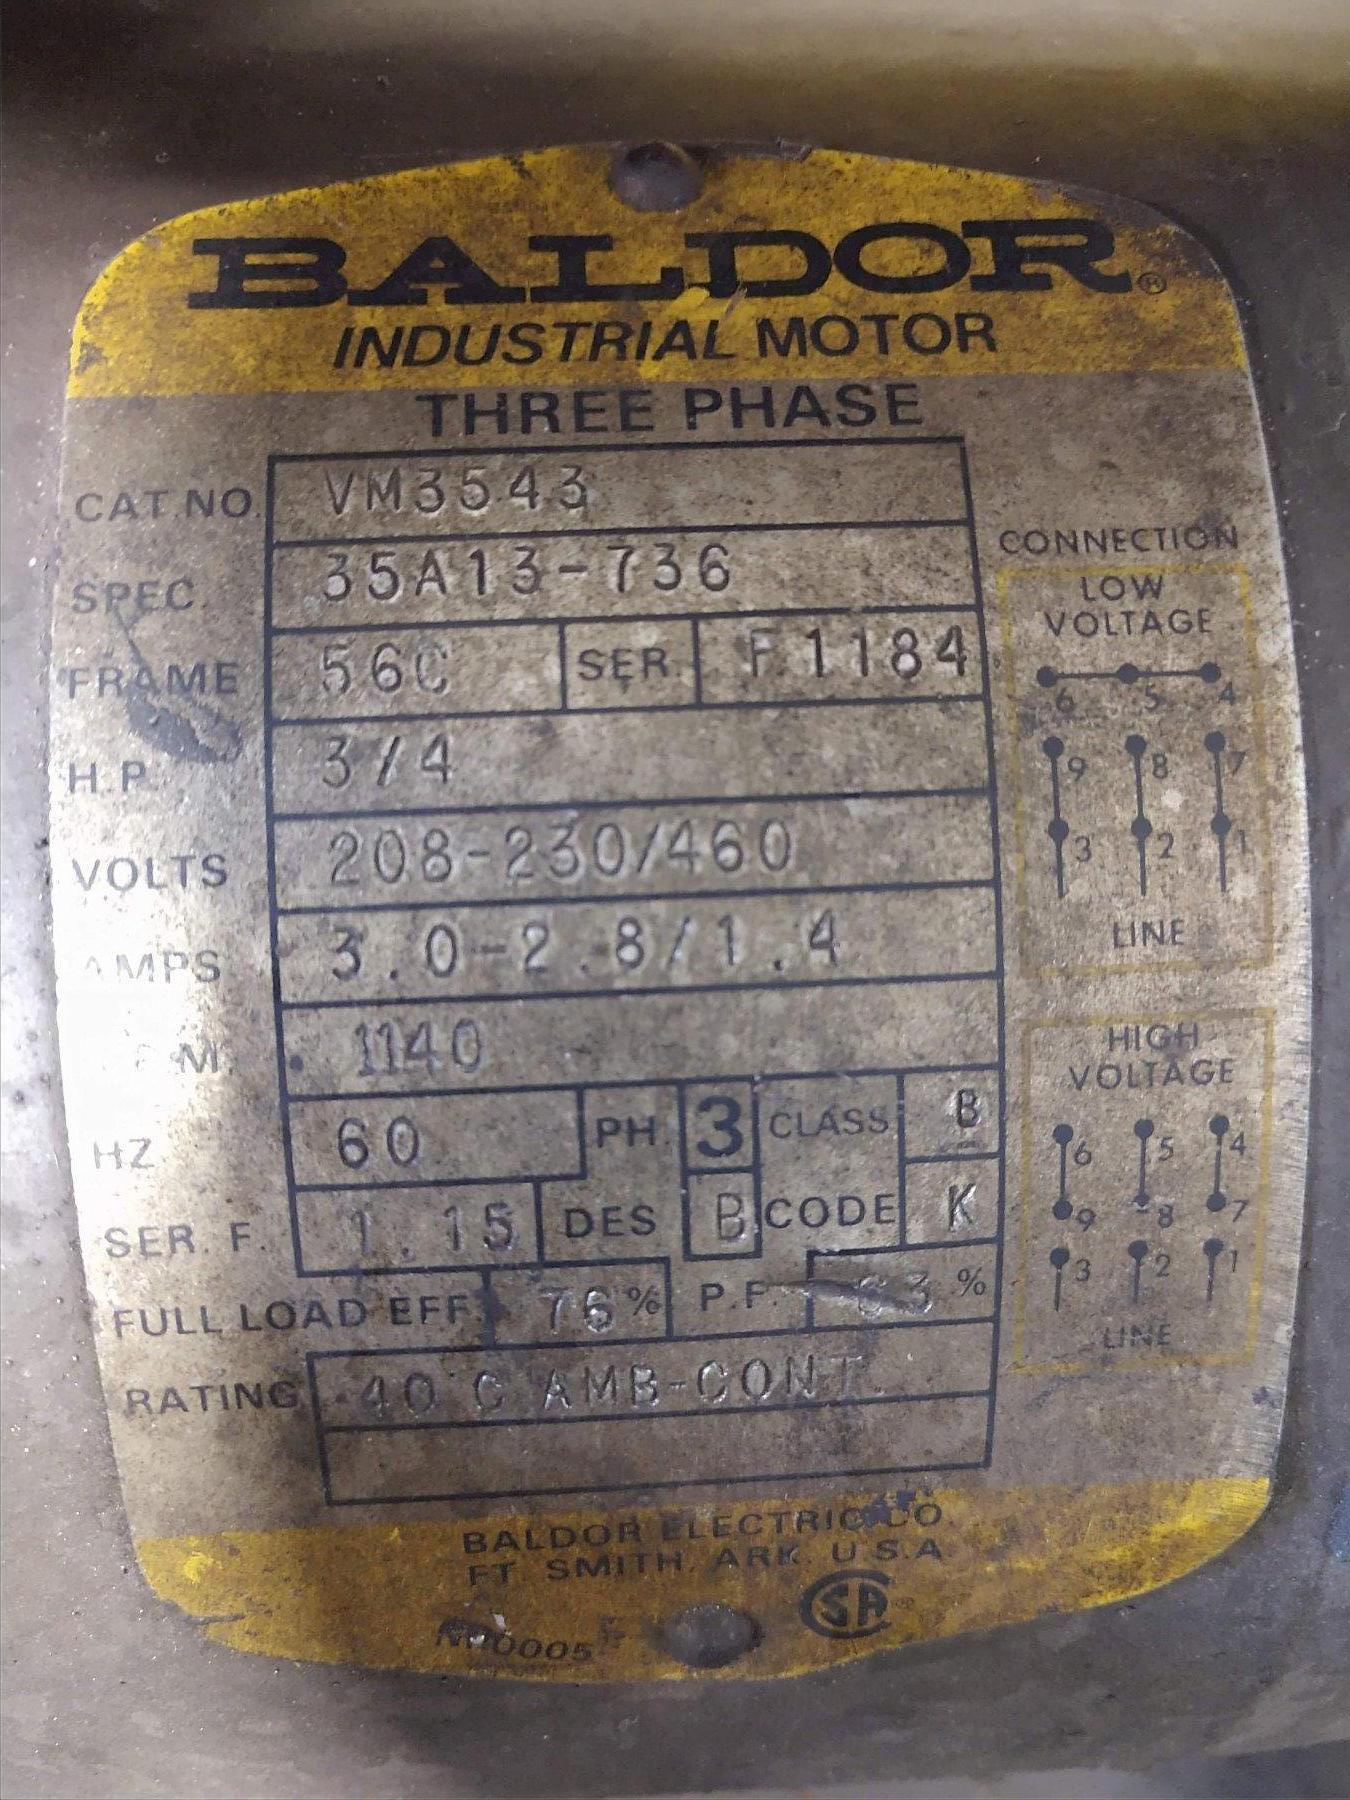 BALDOR®
INDUSTRIAL MOTOR
THREE PHASE
CAT. NO. VM3543
SPEC. 35A13-736
FRAME 56C SER. F1184
H.P. 3/4
VOLTS 208-230/460
AMPS 3.0-2.8/1.4
M. 1140
HZ 60 PH. 3 CLASS B
SER. F. 1.15 DES B CODE K
FULL LOAD EFF. 76% P.F. %
RATING 40°C AMB-CONT.
CONNECTION
LOW
VOLTAGE
6 5 4
9 8 7
3 2 1
LINE
HIGH
VOLTAGE
6 5 4
9 8 7
3 2 1
LINE
BALDOR ELECTRIC CO.
FT. SMITH, ARK. U.S.A.
SA